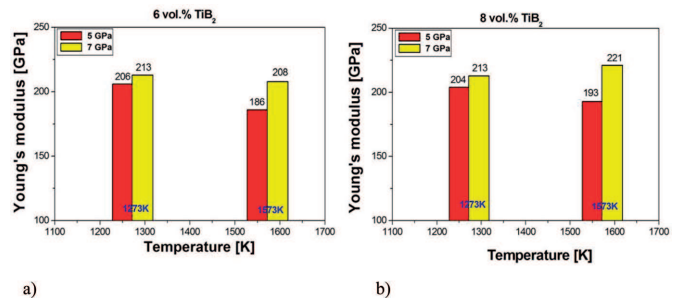 6 vol.% TiB2
5 GPa
7 GPa
Young's modulus [GPa]
250
200
150
100
206
213
186
208
1273K
1573K
1100 1200 1300 1400 1500 1600 1700
Temperature [K]
a)
8 vol.% TiB2
5 GPa
7 GPa
Young's modulus [GPa]
250
200
150
100
204
213
193
221
1273K
1573K
1100 1200 1300 1400 1500 1600 1700
Temperature [K]
b)